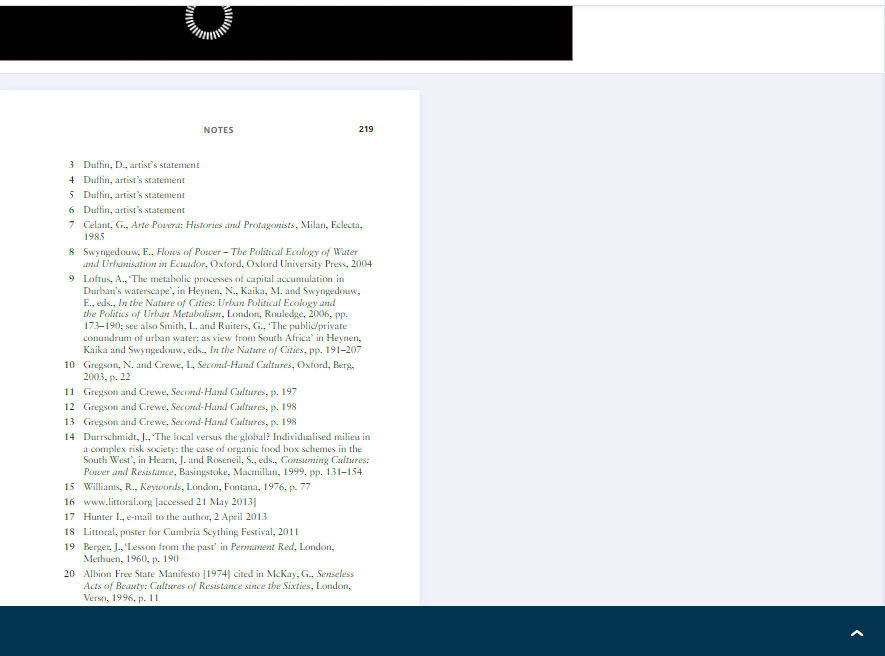 NOTES 219
3 Duffin, D., artist's statement
4 Duffin, artist's statement
5 Duffin, artist's statement
6 Duffin, artist's statement
7 Celant, G., Arte Povera: Histories and Protagonists, Milan, Eclecta,
1985
8 Swyngedouw, E., Flows of Power – The Political Ecology of Water
and Urbanisation in Ecuador, Oxford, Oxford University Press, 2004
9 Loftus, A., 'The metabolic processes of capital accumulation in
Durban's waterscape', in Heynen, N., Kaika, M. and Swyngedouw,
E., eds., In the Nature of Cities: Urban Political Ecology and
the Politics of Urban Metabolism, London, Rouledge, 2006, pp.
173–190; see also Smith, L. and Ruiters, G., 'The public/private
conundrum of urban water: as view from South Africa' in Heynen,
Kaika and Swyngedouw, eds., In the Nature of Cities, pp. 191–207
10 Gregson, N. and Crewe, L, Second-Hand Cultures, Oxford, Berg,
2003, p. 22
11 Gregson and Crewe, Second-Hand Cultures, p. 197
12 Gregson and Crewe, Second-Hand Cultures, p. 198
13 Gregson and Crewe, Second-Hand Cultures, p. 198
14 Durrschmidt, J., 'The local versus the global? Individualised milieu in
a complex risk society: the case of organic food box schemes in the
South West', in Hearn, J. and Roseneil, S., eds., Consuming Cultures:
Power and Resistance, Basingstoke, Macmillan, 1999, pp. 131–154
15 Williams, R., Keywords, London, Fontana, 1976, p. 77
16 www.littoral.org [accessed 21 May 2013]
17 Hunter I., e-mail to the author, 2 April 2013
18 Littoral, poster for Cumbria Scything Festival, 2011
19 Berger, J., 'Lesson from the past' in Permanent Red, London,
Methuen, 1960, p. 190
20 Albion Free State Manifesto [1974] cited in McKay, G., Senseless
Acts of Beauty: Cultures of Resistance since the Sixties, London,
Verso, 1996, p. 11